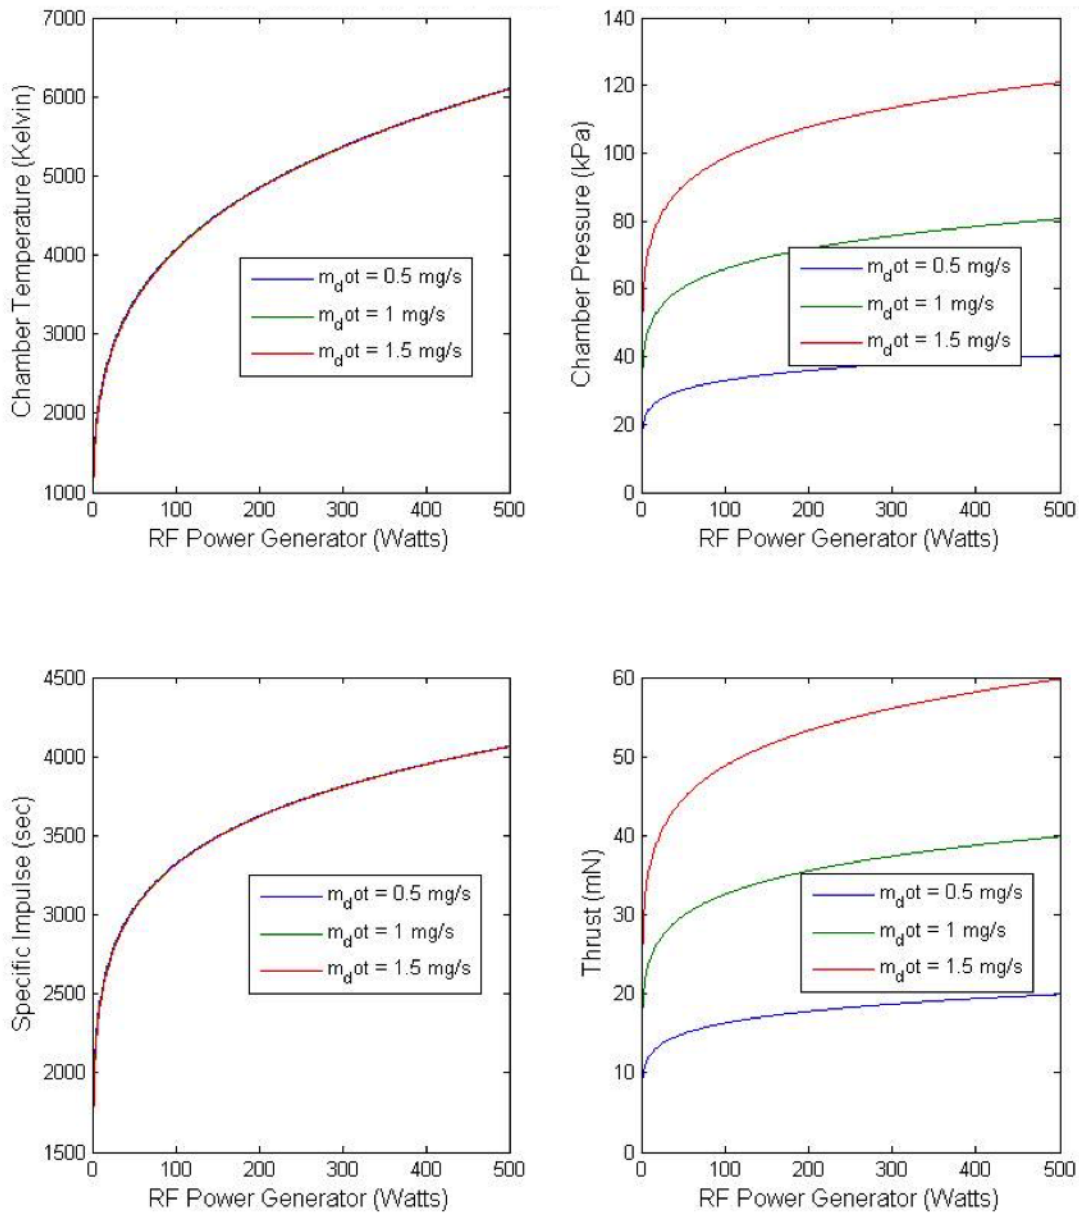 7000
6000
5000
4000
3000
2000
1000
Chamber Temperature (Kelvin)
m_dot = 0.5 mg/s
m_dot = 1 mg/s
m_dot = 1.5 mg/s
0 100 200 300 400 500
RF Power Generator (Watts)
140
120
100
80
60
40
20
0
Chamber Pressure (kPa)
m_dot = 0.5 mg/s
m_dot = 1 mg/s
m_dot = 1.5 mg/s
0 100 200 300 400 500
RF Power Generator (Watts)
4500
4000
3500
3000
2500
2000
1500
Specific Impulse (sec)
m_dot = 0.5 mg/s
m_dot = 1 mg/s
m_dot = 1.5 mg/s
0 100 200 300 400 500
RF Power Generator (Watts)
60
50
40
30
20
10
0
Thrust (mN)
m_dot = 0.5 mg/s
m_dot = 1 mg/s
m_dot = 1.5 mg/s
0 100 200 300 400 500
RF Power Generator (Watts)